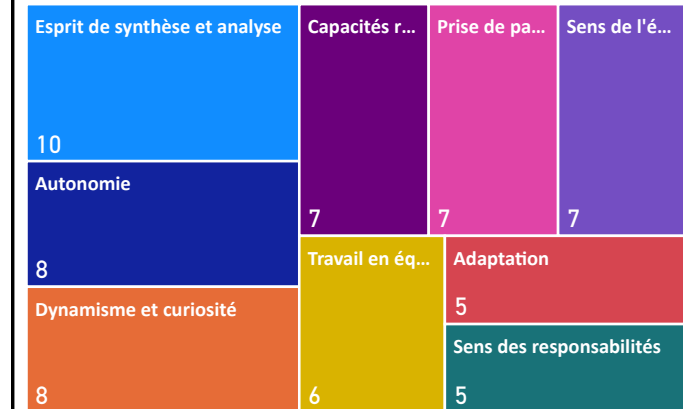 Esprit de synthèse et analyse
10
Autonomie
8
Dynamisme et curiosité
8
Capacités r...
7
Prise de pa...
7
Sens de l'é...
7
Travail en éq...
6
Adaptation
5
Sens des responsabilités
5